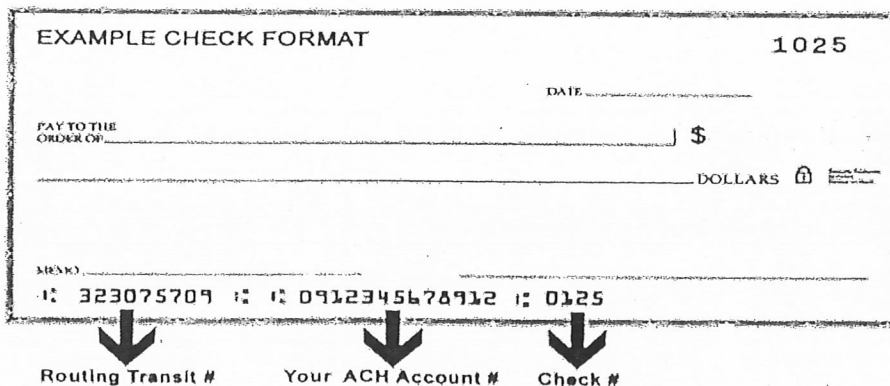 EXAMPLE CHECK FORMAT 1025
DATE
PAY TO THE
ORDER OF $
DOLLARS
MEMO
⑆ 323075709 ⑆ ⑆ 0912345678912 ⑆ 0125
Routing Transit # Your ACH Account # Check #